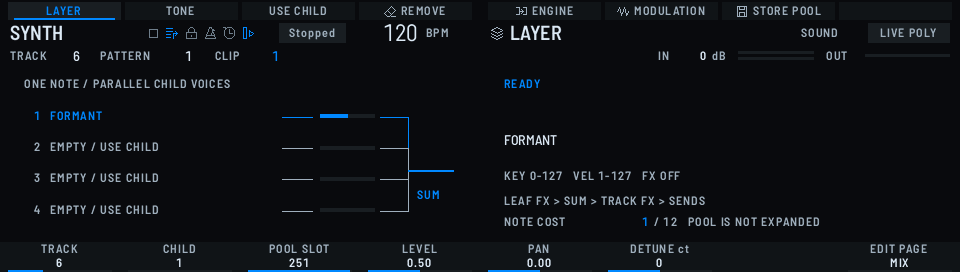 LAYER TONE USE CHILD REMOVE ENGINE MODULATION STORE POOL
SYNTH Stopped 120 BPM LAYER SOUND LIVE POLY
TRACK 6 PATTERN 1 CLIP 1 IN 0 dB OUT
ONE NOTE / PARALLEL CHILD VOICES READY
1 FORMANT
2 EMPTY / USE CHILD
3 EMPTY / USE CHILD
4 EMPTY / USE CHILD
SUM
FORMANT
KEY 0-127 VEL 1-127 FX OFF
LEAF FX > SUM > TRACK FX > SENDS
NOTE COST 1 / 12 POOL IS NOT EXPANDED
TRACK CHILD POOL SLOT LEVEL PAN DETUNE ct EDIT PAGE
6 1 251 0.50 0.00 0 MIX